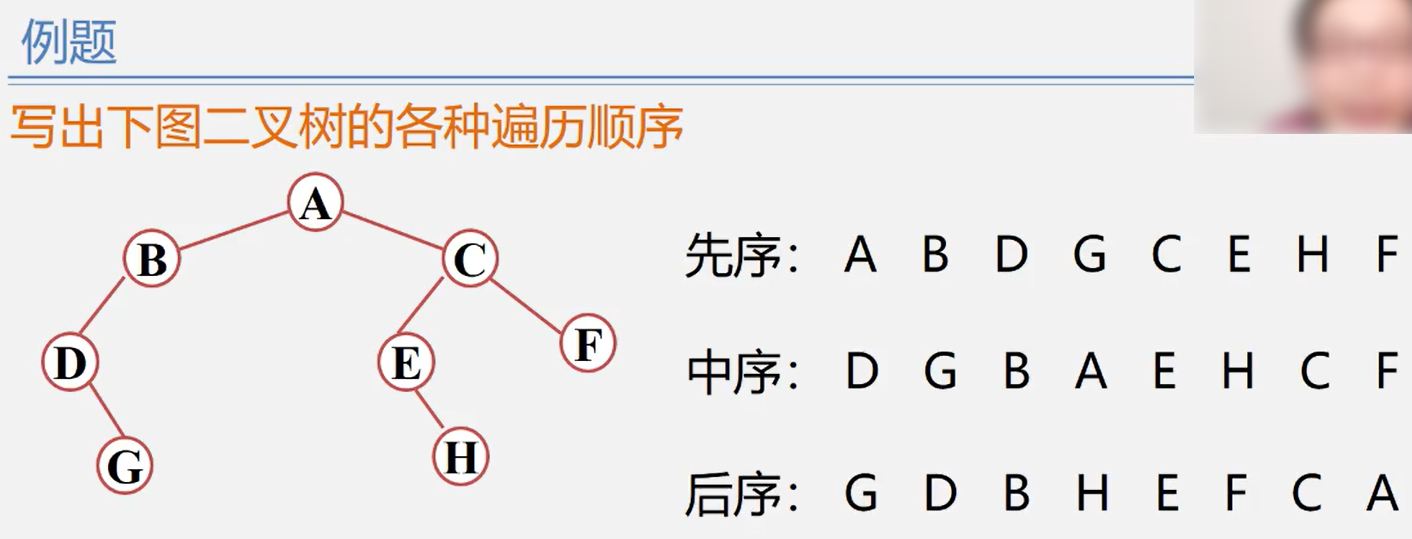 例题
写出下图二叉树的各种遍历顺序
A
B
C
D
E
F
G
H
先序： A B D G C E H F
中序： D G B A E H C F
后序： G D B H E F C A